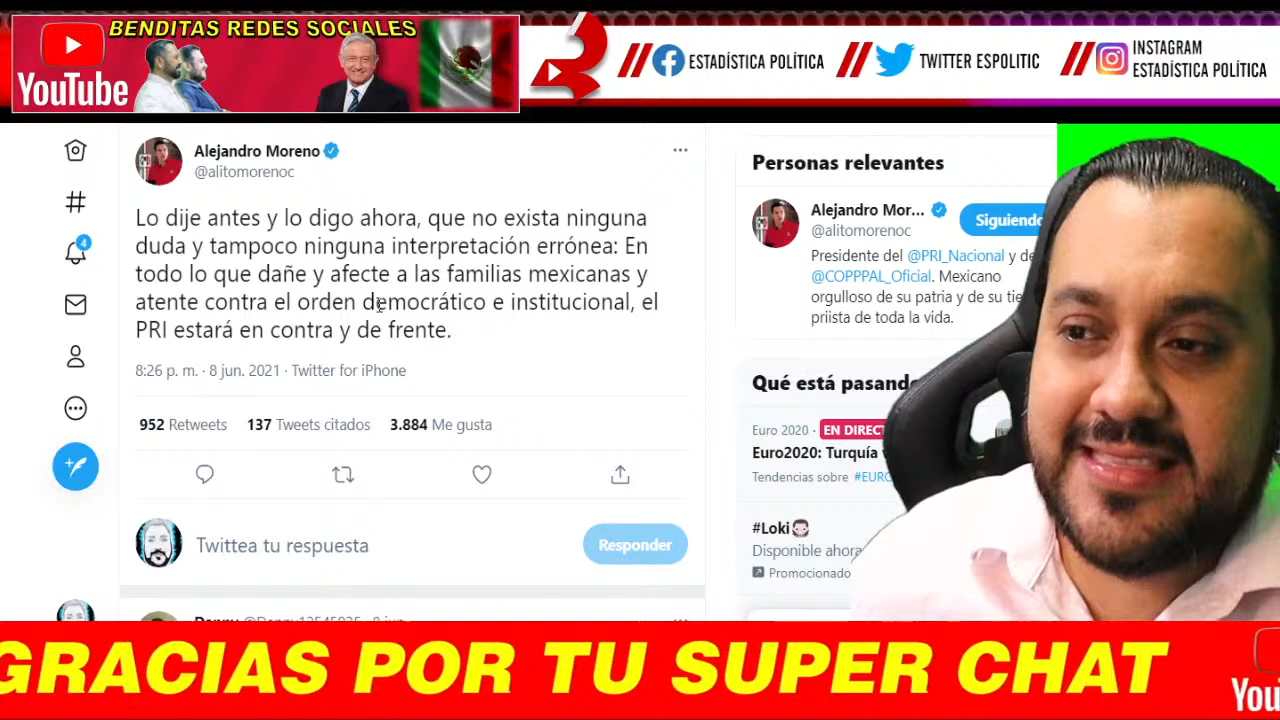 BENDITAS REDES SOCIALES
YouTube
ESTADÍSTICA POLÍTICA
TWITTER ESPOLITIC
INSTAGRAM
ESTADÍSTICA POLÍTICA
Alejandro Moreno
@alitomorenoc
Lo dije antes y lo digo ahora, que no exista ninguna
duda y tampoco ninguna interpretación errónea: En
todo lo que dañe y afecte a las familias mexicanas y
atente contra el orden democrático e institucional, el
PRI estará en contra y de frente.
8:26 p. m. · 8 jun. 2021 · Twitter for iPhone
952 Retweets 137 Tweets citados 3.884 Me gusta
4
Twittea tu respuesta
Responder
Personas relevantes
Alejandro Mor...
@alitomorenoc
Siguiendo
Presidente del @PRI_Nacional y de
@COPPPAL_Oficial. Mexicano
orgulloso de su patria y de su
priista de toda la vida.
Qué está
Euro 2020 ·
Euro2020: Turquía
Tendencias sobre
#Loki
Disponible ahora
Promocionado
GRACIAS POR TU SUPER CHAT